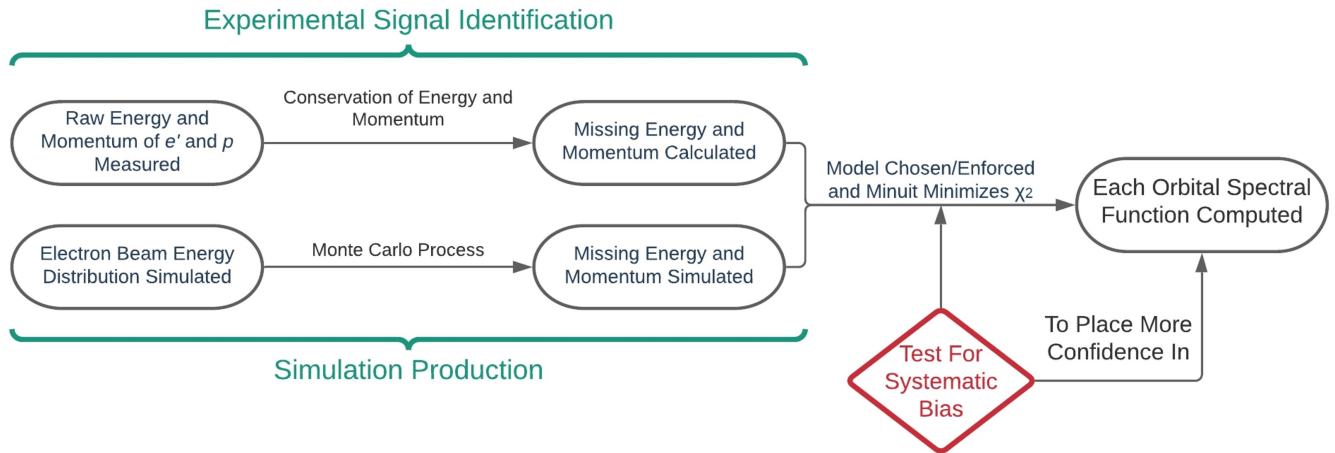 Experimental Signal Identification
Raw Energy and
Momentum of e' and p
Measured
Conservation of Energy and
Momentum
Missing Energy and
Momentum Calculated
Electron Beam Energy
Distribution Simulated
Monte Carlo Process
Missing Energy and
Momentum Simulated
Simulation Production
Model Chosen/Enforced
and Minuit Minimizes χ2
Each Orbital Spectral
Function Computed
Test For
Systematic
Bias
To Place More
Confidence In